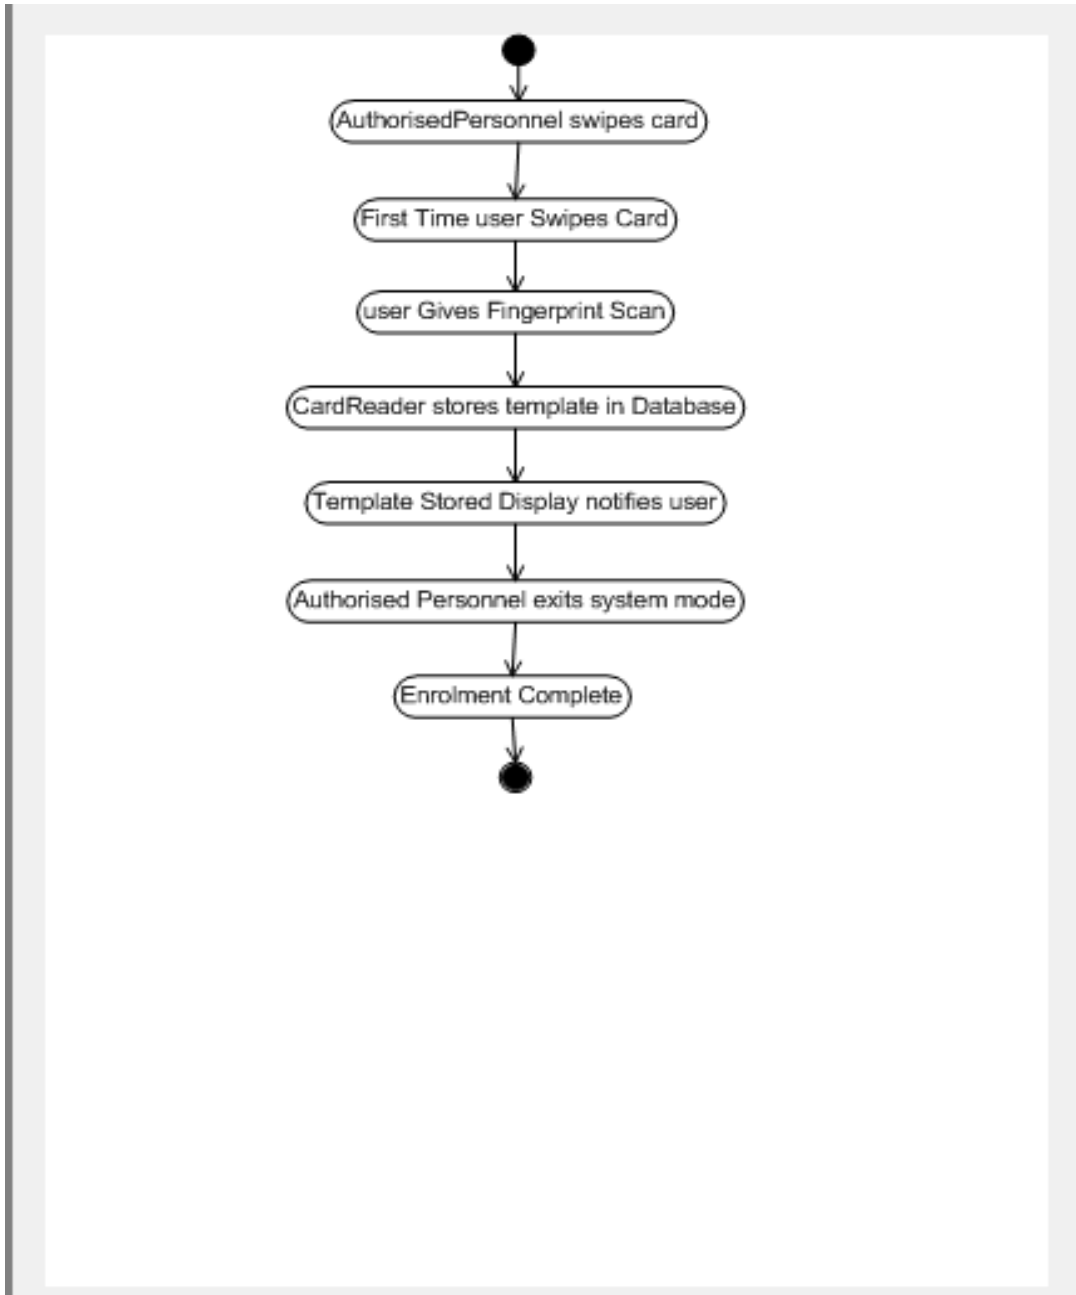 AuthorisedPersonnel swipes card
First Time user Swipes Card
user Gives Fingerprint Scan
CardReader stores template in Database
Template Stored Display notifies user
Authorised Personnel exits system mode
Enrolment Complete